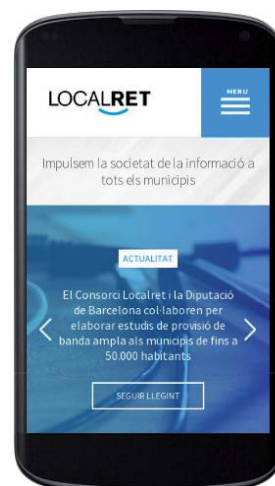 LOCALRET
MENU
Impulsem la societat de la informació a
tots els municipis
ACTUALITAT
El Consorci Localret i la Diputació
de Barcelona col·laboren per
elaborar estudis de provisió de
banda ampla als municipis de fins a
50.000 habitants
SEGUIR LLEGINT